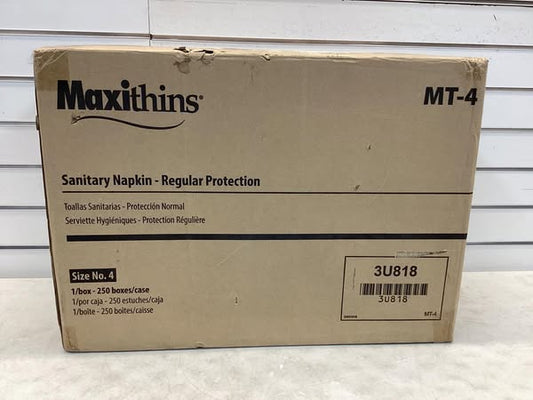 Maxithins®
MT-4
Sanitary Napkin - Regular Protection
Toallas Sanitarias - Protección Normal
Serviette Hygiéniques - Protection Régulière
Size No. 4
1/box - 250 boxes/case
1/por caja - 250 estuches/caja
1/boîte - 250 boîtes/caisse
3U818
3U818
MT-4